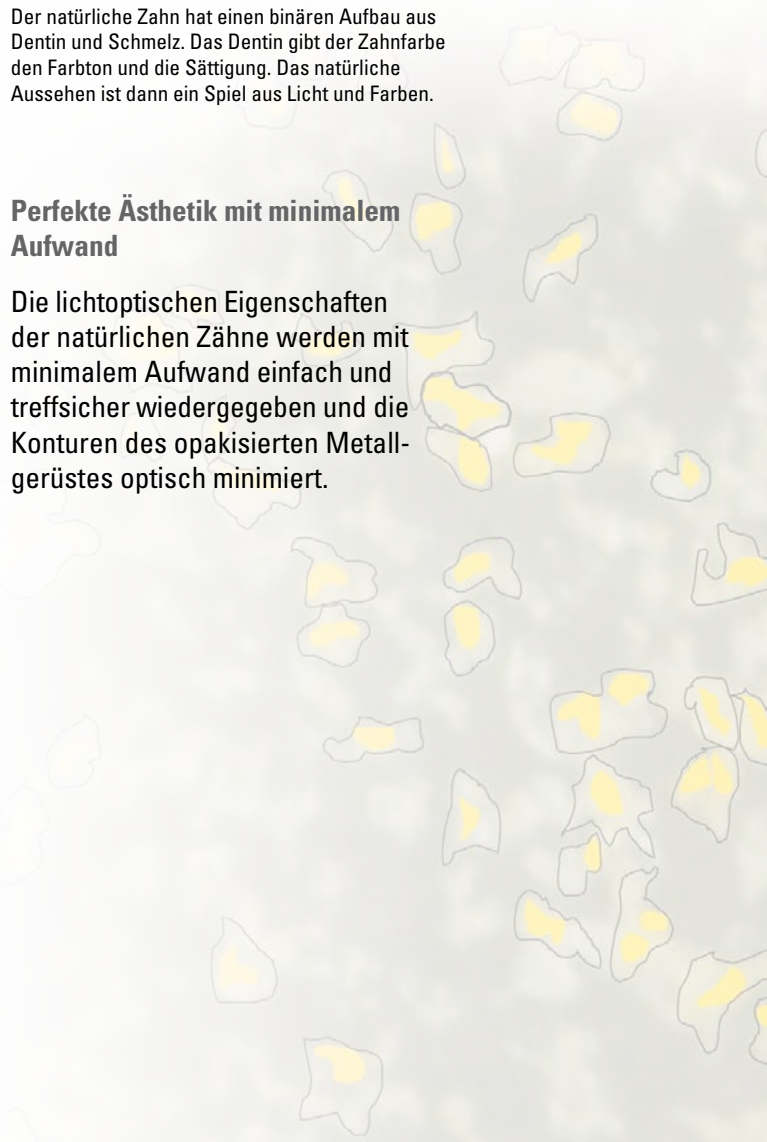 Der natürliche Zahn hat einen binären Aufbau aus
Dentin und Schmelz. Das Dentin gibt der Zahnfarbe
den Farbton und die Sättigung. Das natürliche
Aussehen ist dann ein Spiel aus Licht und Farben.
Perfekte Ästhetik mit minimalem
Aufwand
Die lichtoptischen Eigenschaften
der natürlichen Zähne werden mit
minimalem Aufwand einfach und
treffsicher wiedergegeben und die
Konturen des opakisierten Metall-
gerüstes optisch minimiert.